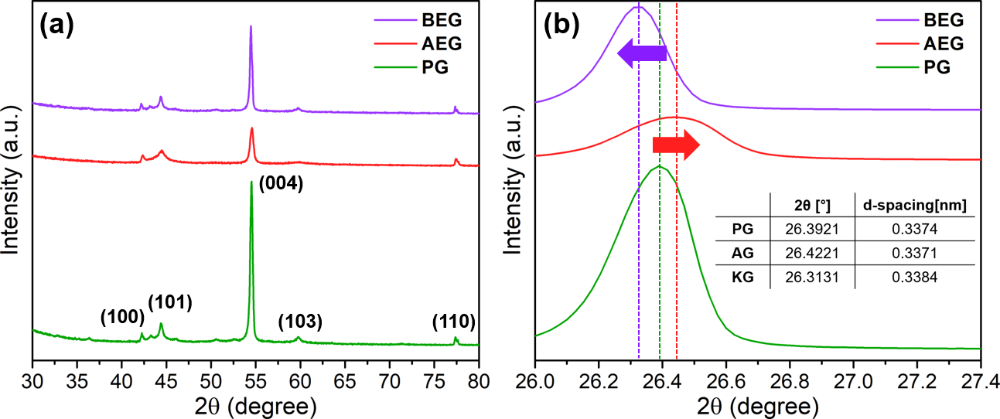 (a)
BEG
AEG
PG
(004)
(100)
(101)
(103)
(110)
Intensity (a.u.)
30 35 40 45 50 55 60 65 70 75 80
2θ (degree)
(b)
BEG
AEG
PG
2θ [°] d-spacing[nm]
PG 26.3921 0.3374
AG 26.4221 0.3371
KG 26.3131 0.3384
Intensity (a.u.)
26.0 26.2 26.4 26.6 26.8 27.0 27.2 27.4
2θ (degree)